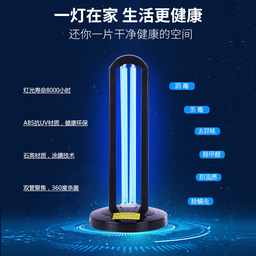 一灯在家 生活更健康
还你一片干净健康的空间
灯光寿命8000小时
ABS抗UV材质，健康环保
石英材质，涂膜技术
双管聚焦，360度杀菌
消毒
杀毒
去异味
除甲醛
防流感
除螨虫